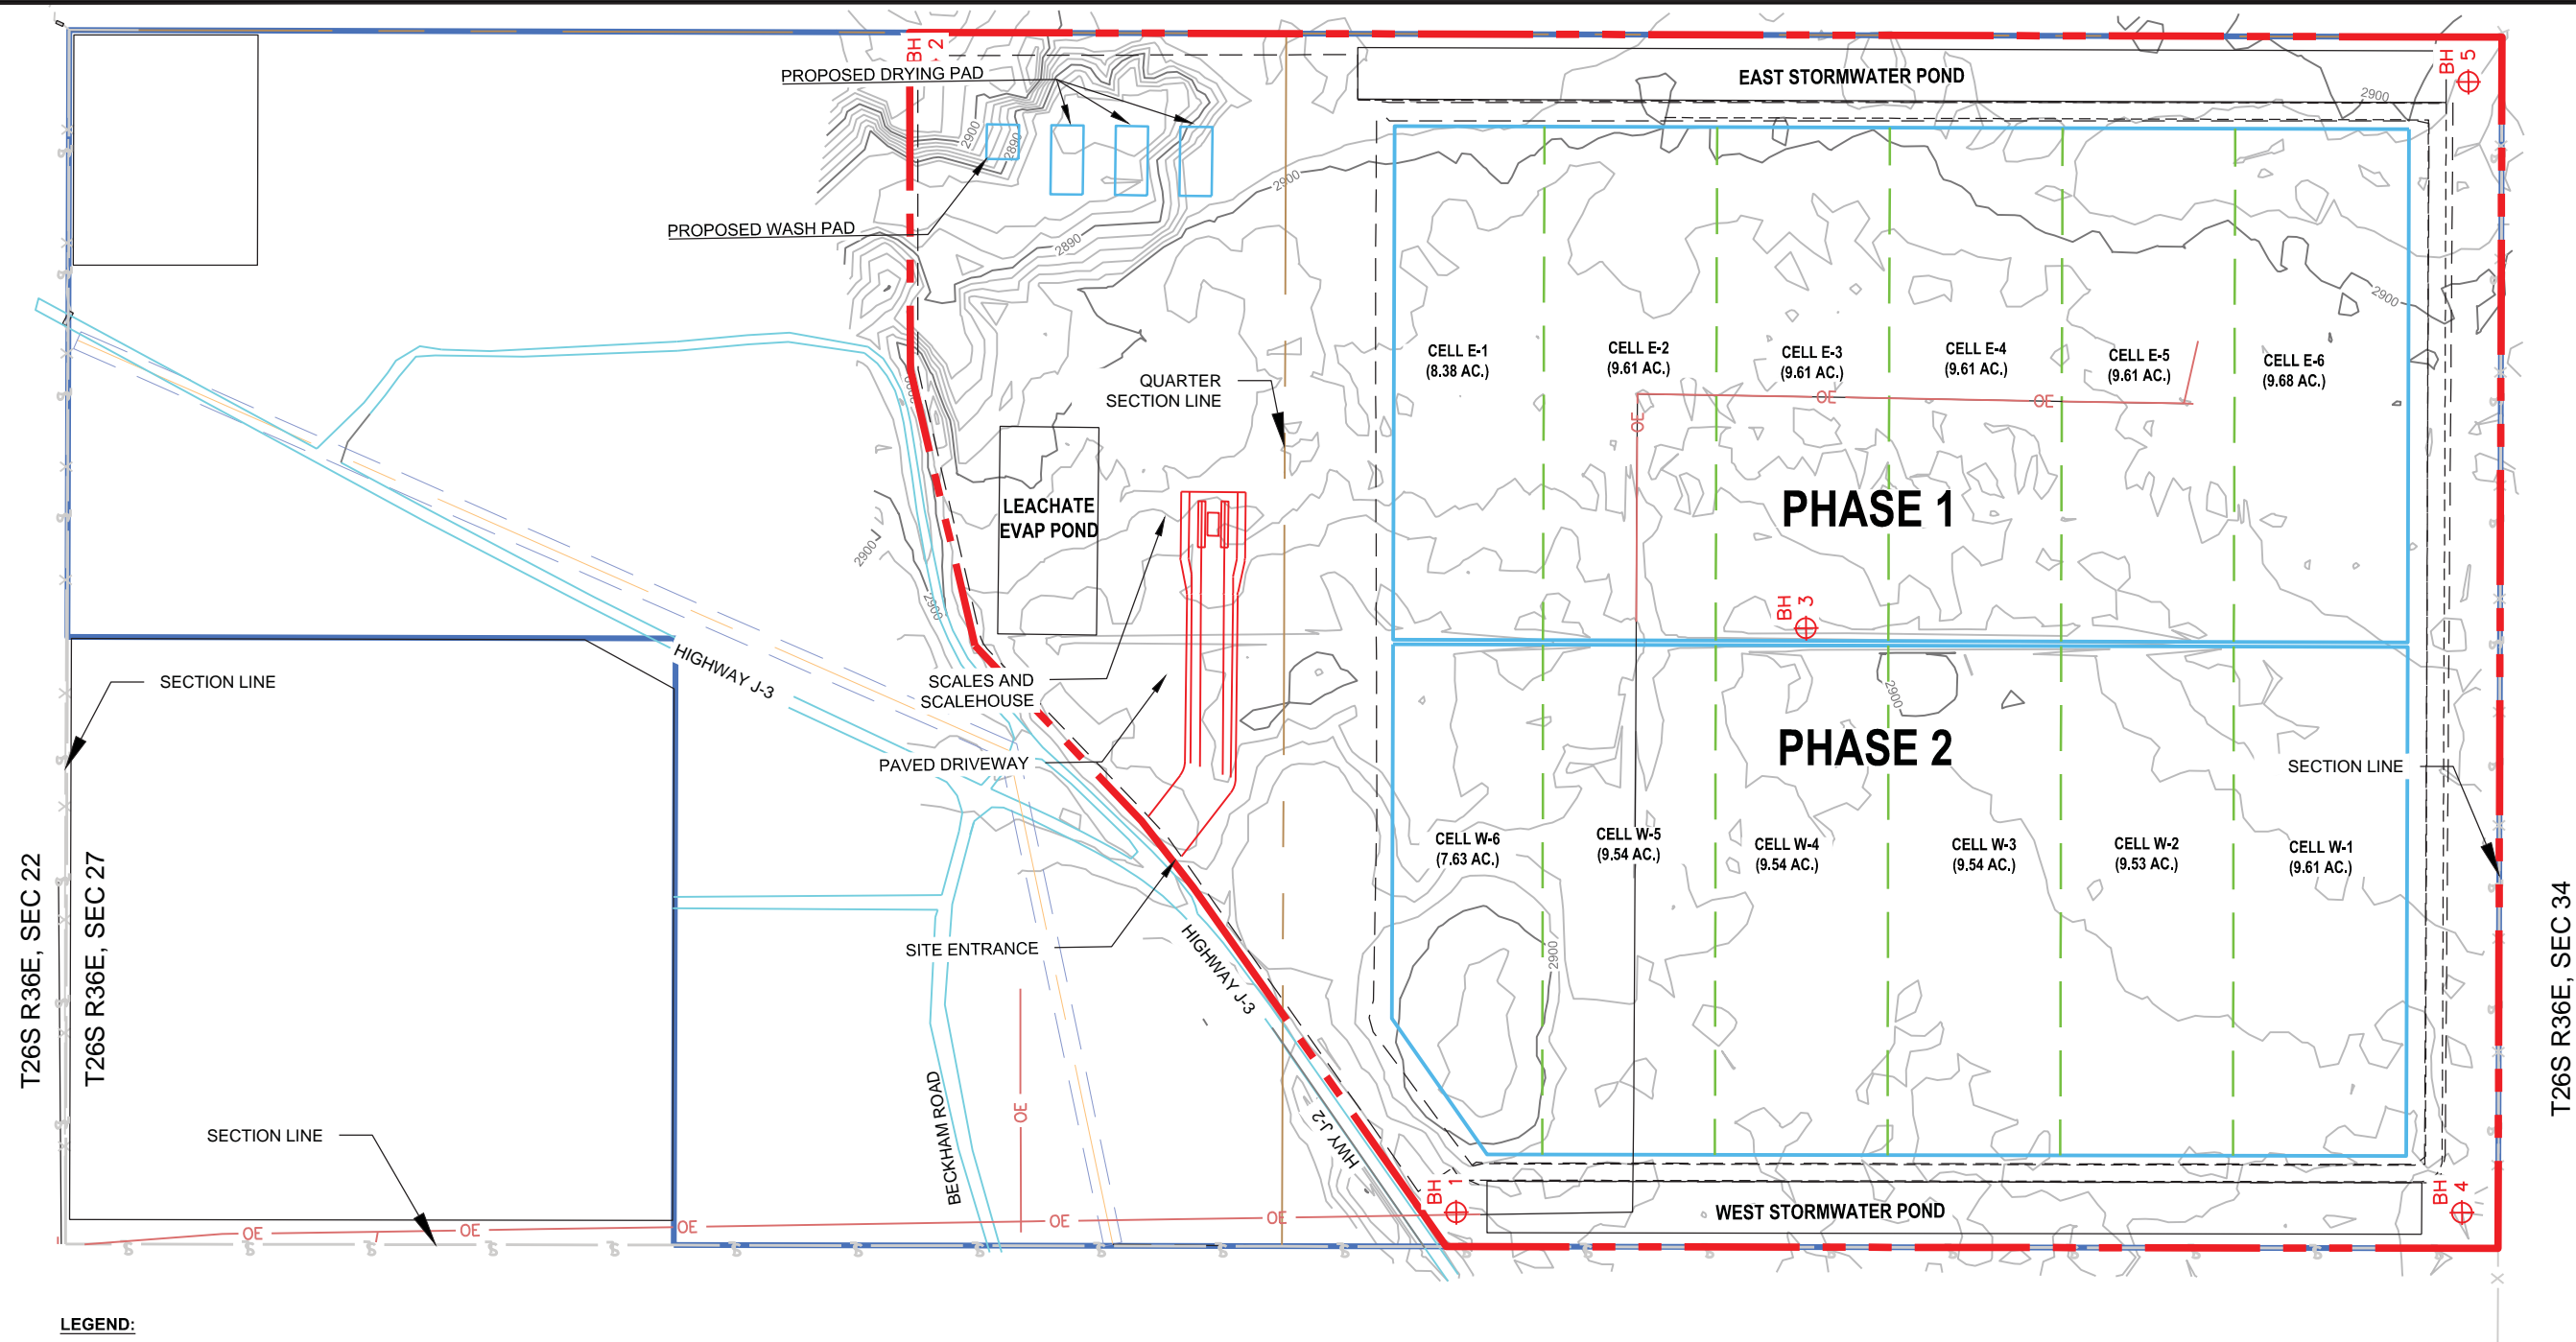 BH
2
PROPOSED DRYING PAD
EAST STORMWATER POND
BH
5
2900
2900
2890
2900
PROPOSED WASH PAD
2890
2900
CELL E-1
(8.38 AC.)
CELL E-2
(9.61 AC.)
CELL E-3
(9.61 AC.)
CELL E-4
(9.61 AC.)
CELL E-5
(9.61 AC.)
CELL E-6
(9.68 AC.)
QUARTER
SECTION LINE
OE
OE
OE
LEACHATE
EVAP POND
PHASE 1
2900
2900
BH
3
HIGHWAY J-3
SECTION LINE
SCALES AND
SCALEHOUSE
2900
PHASE 2
PAVED DRIVEWAY
SECTION LINE
CELL W-6
(7.63 AC.)
CELL W-5
(9.54 AC.)
CELL W-4
(9.54 AC.)
CELL W-3
(9.54 AC.)
CELL W-2
(9.53 AC.)
CELL W-1
(9.61 AC.)
T26S R36E, SEC 22
T26S R36E, SEC 27
T26S R36E, SEC 34
SITE ENTRANCE
HIGHWAY J-3
2900
BECKHAM ROAD
OE
HWY J-2
SECTION LINE
BH
1
WEST STORMWATER POND
BH
4
OE
OE
OE
OE
OE
LEGEND: